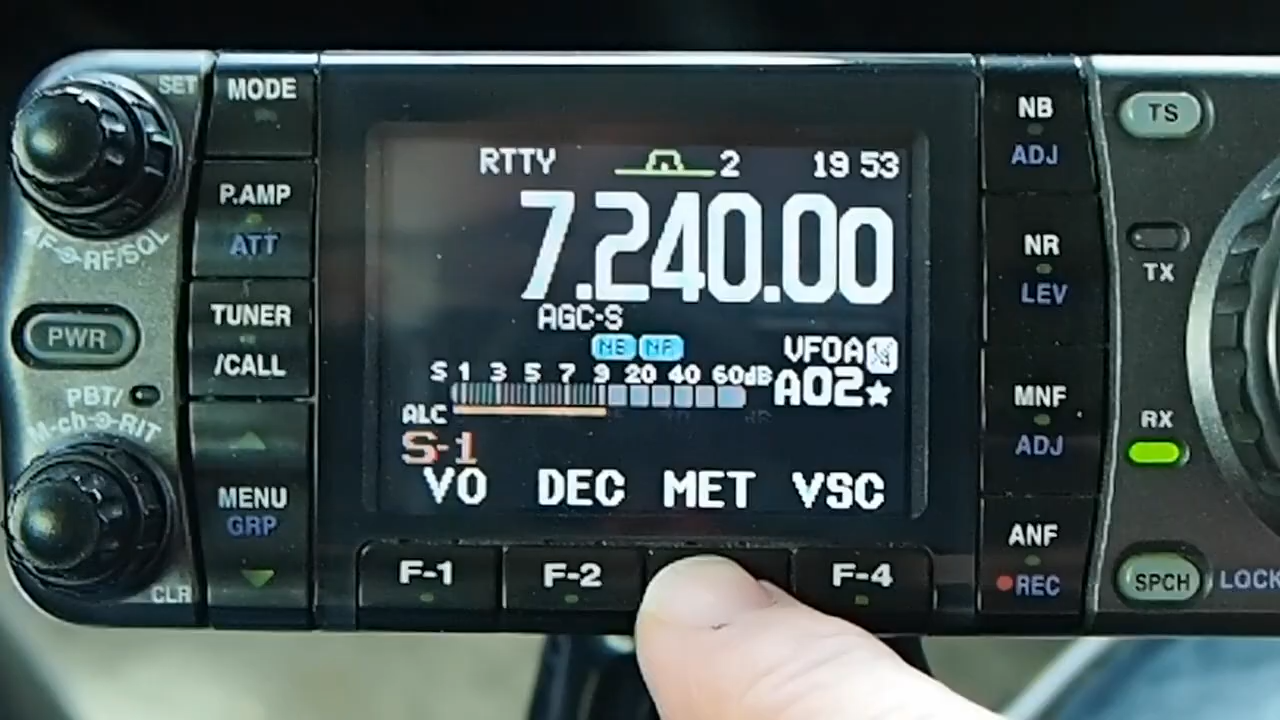 SET
MODE
P.AMP
ATT
AF RF/SQL
PWR
TUNER
/CALL
PBT/
M-ch RIT
MENU
GRP
CLR
RTTY 2 19 53
7.240.00
AGC-S
NB NR
VFOA
A02★
S 1 3 5 7 9 20 40 60dB
ALC
S-1
VO DEC MET VSC
F-1 F-2 F-4
NB
ADJ
NR
LEV
MNF
ADJ
ANF
REC
TS
TX
RX
SPCH LOCK